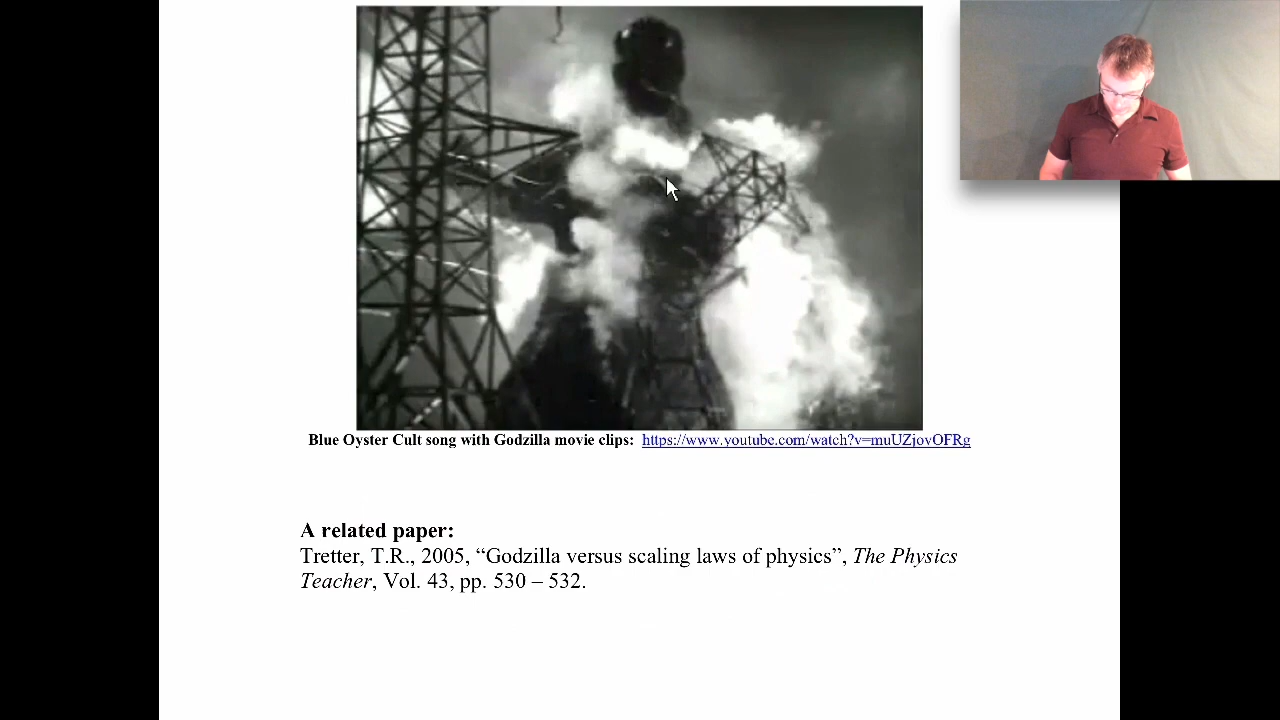 Blue Oyster Cult song with Godzilla movie clips: https://www.youtube.com/watch?v=muUZjovOFRg
A related paper:
Tretter, T.R., 2005, “Godzilla versus scaling laws of physics”, The Physics
Teacher, Vol. 43, pp. 530 – 532.